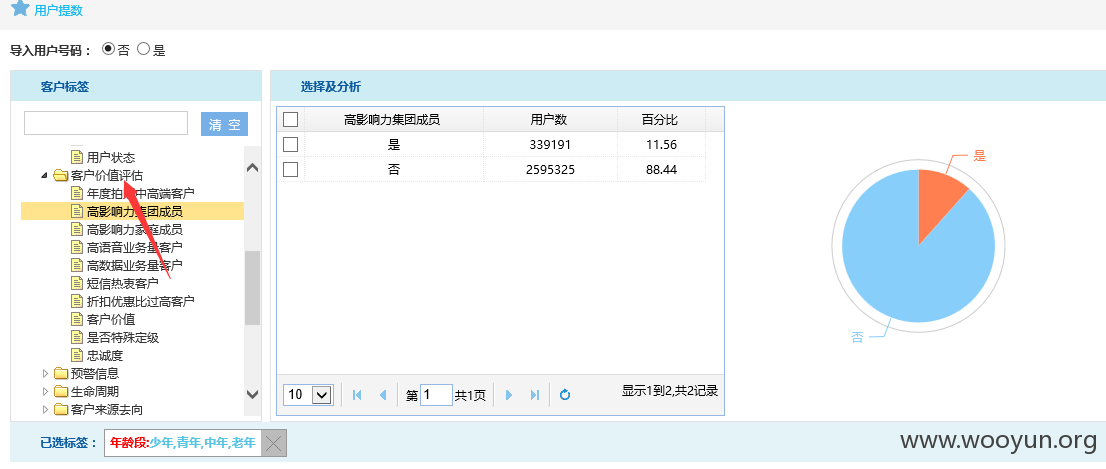 用户提数
导入用户号码： 否 是
客户标签
清 空
用户状态
客户价值评估
年度拍照中高端客户
高影响力集团成员
高影响力家庭成员
高语音业务量客户
高数据业务量客户
短信热衷客户
折扣优惠比过高客户
客户价值
是否特殊定级
忠诚度
预警信息
生命周期
客户来源去向
选择及分析
高影响力集团成员 用户数 百分比
是 339191 11.56
否 2595325 88.44
10 第 1 共1页 显示1到2,共2记录
是
否
已选标签： 年龄段:少年,青年,中年,老年
www.wooyun.org